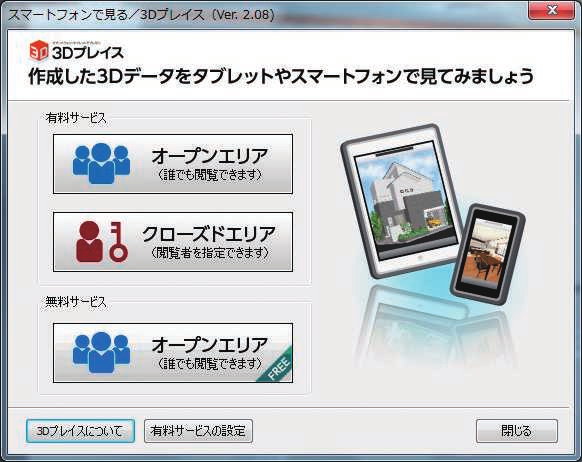 スマートフォンで見る／3Dプレイス (Ver. 2.08)
3Dプレイス
作成した3Dデータをタブレットやスマートフォンで見てみましょう
有料サービス
オープンエリア
(誰でも閲覧できます)
クローズドエリア
(閲覧者を指定できます)
無料サービス
オープンエリア
(誰でも閲覧できます)
FREE
3Dプレイスについて
有料サービスの設定
閉じる